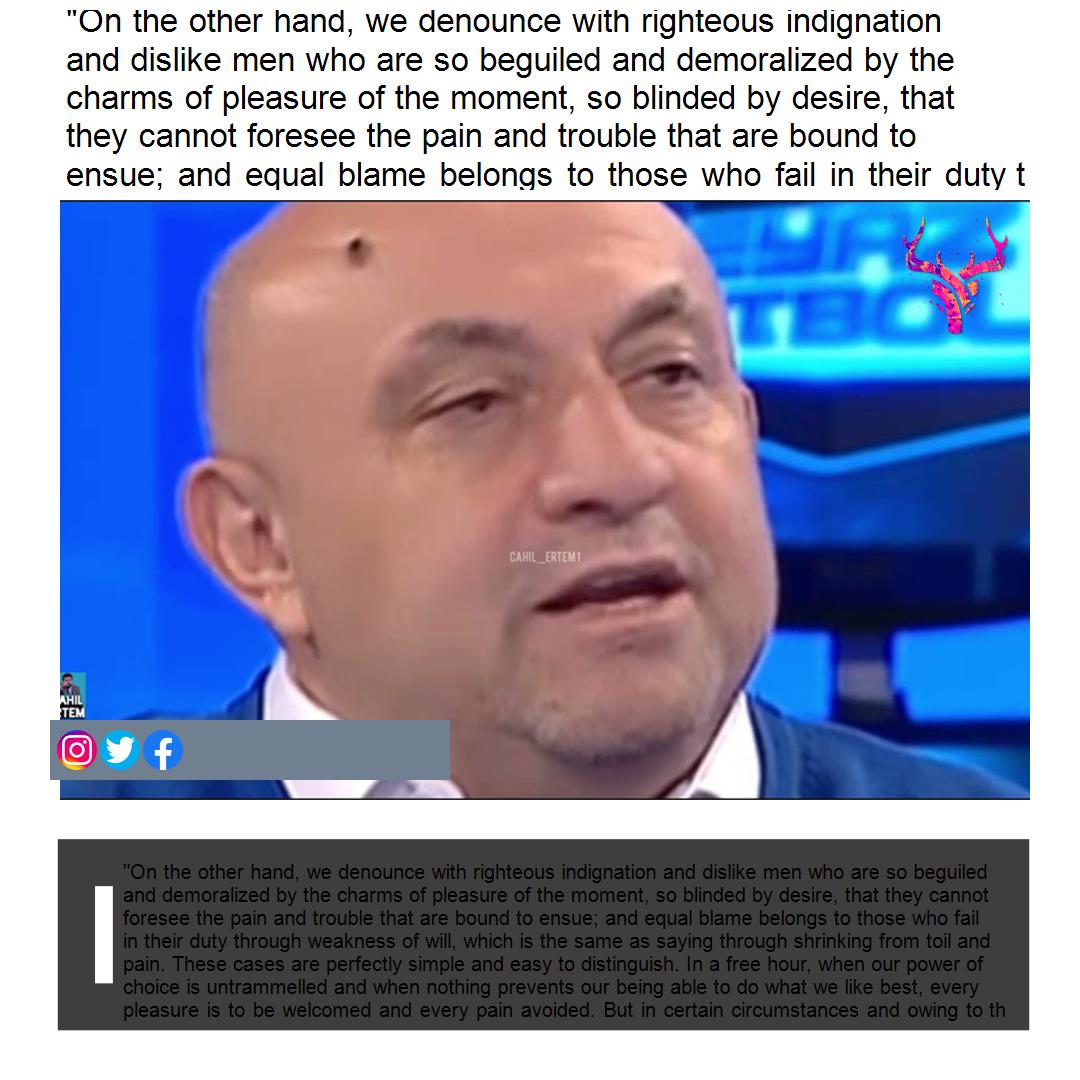 "On the other hand, we denounce with righteous indignation
and dislike men who are so beguiled and demoralized by the
charms of pleasure of the moment, so blinded by desire, that
they cannot foresee the pain and trouble that are bound to
ensue; and equal blame belongs to those who fail in their duty t
CAHIL_ERTEM1
AHIL
RTEM
"On the other hand, we denounce with righteous indignation and dislike men who are so beguiled
and demoralized by the charms of pleasure of the moment, so blinded by desire, that they cannot
foresee the pain and trouble that are bound to ensue; and equal blame belongs to those who fail
in their duty through weakness of will, which is the same as saying through shrinking from toil and
pain. These cases are perfectly simple and easy to distinguish. In a free hour, when our power of
choice is untrammelled and when nothing prevents our being able to do what we like best, every
pleasure is to be welcomed and every pain avoided. But in certain circumstances and owing to th